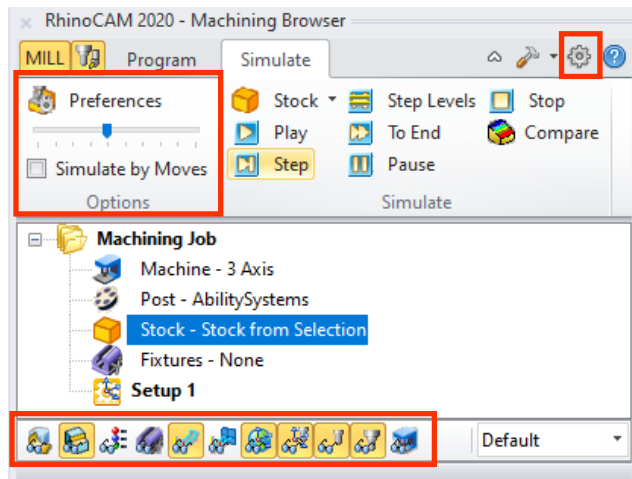 RhinoCAM 2020 - Machining Browser
MILL Program Simulate
Preferences Stock Step Levels Stop
Play To End Compare
Simulate by Moves Step Pause
Options Simulate
Machining Job
Machine - 3 Axis
Post - AbilitySystems
Stock - Stock from Selection
Fixtures - None
Setup 1
Default